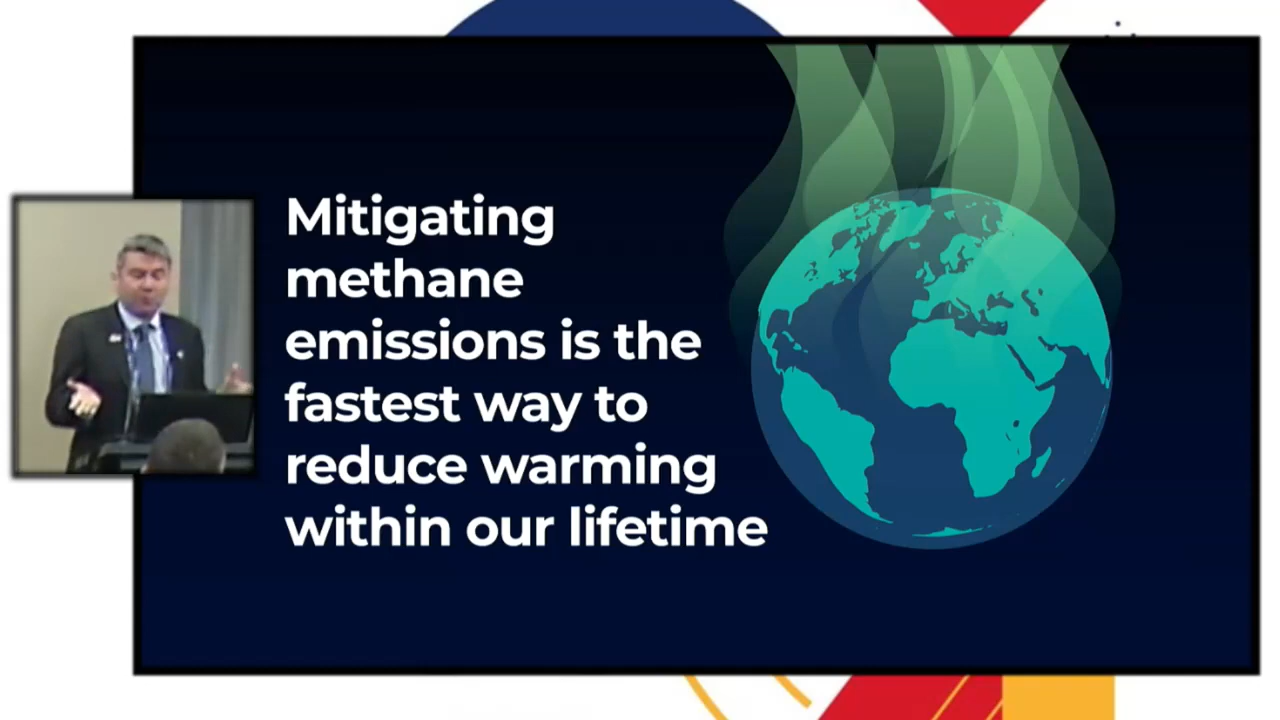 Mitigating
methane
emissions is the
fastest way to
reduce warming
within our lifetime